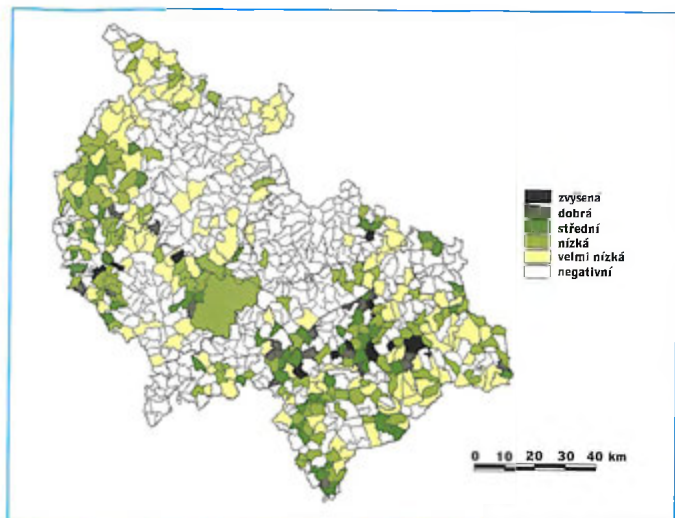 zvýšená
dobrá
střední
nízká
velmi nízká
negativní
0 10 20 30 40 km